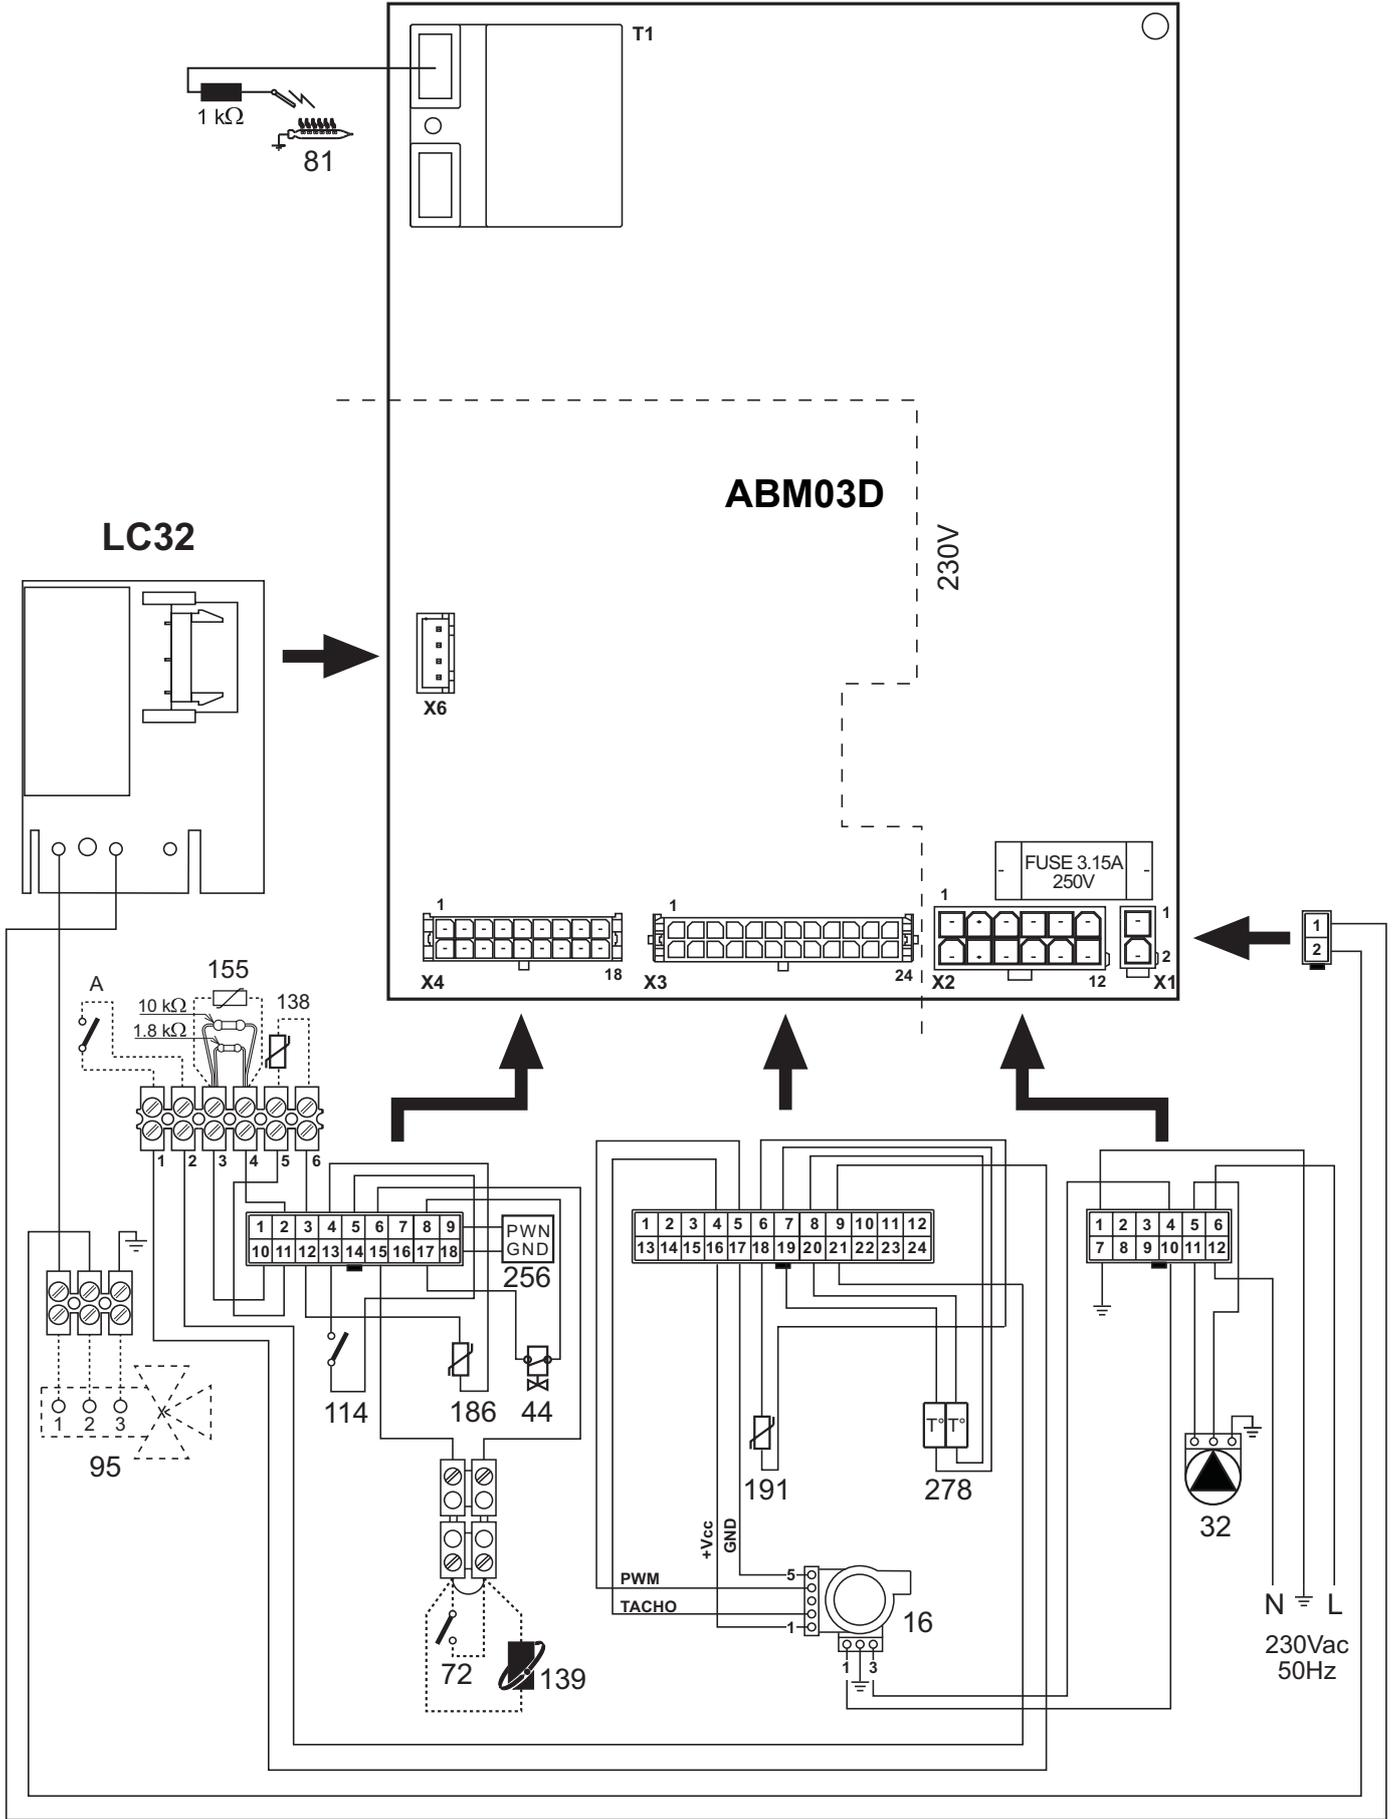 T1
1 kΩ
81
ABM03D
230V
LC32
X6
FUSE 3.15A
250V
1
1
1
1
2
X4
18
X3
24
X2
12
X1
1
2
A
155
10 kΩ
1.8 kΩ
138
1 2 3 4 5 6
1 2 3 4 5 6 7 8 9
10 11 12 13 14 15 16 17 18
PWN
GND
256
1 2 3 4 5 6 7 8 9 10 11 12
13 14 15 16 17 18 19 20 21 22 23 24
1 2 3 4 5 6
7 8 9 10 11 12
1 2 3
95
114
186
44
T° T°
191
278
32
+Vcc
GND
PWM
TACHO
5
1
16
1 3
72
139
N L
230Vac
50Hz